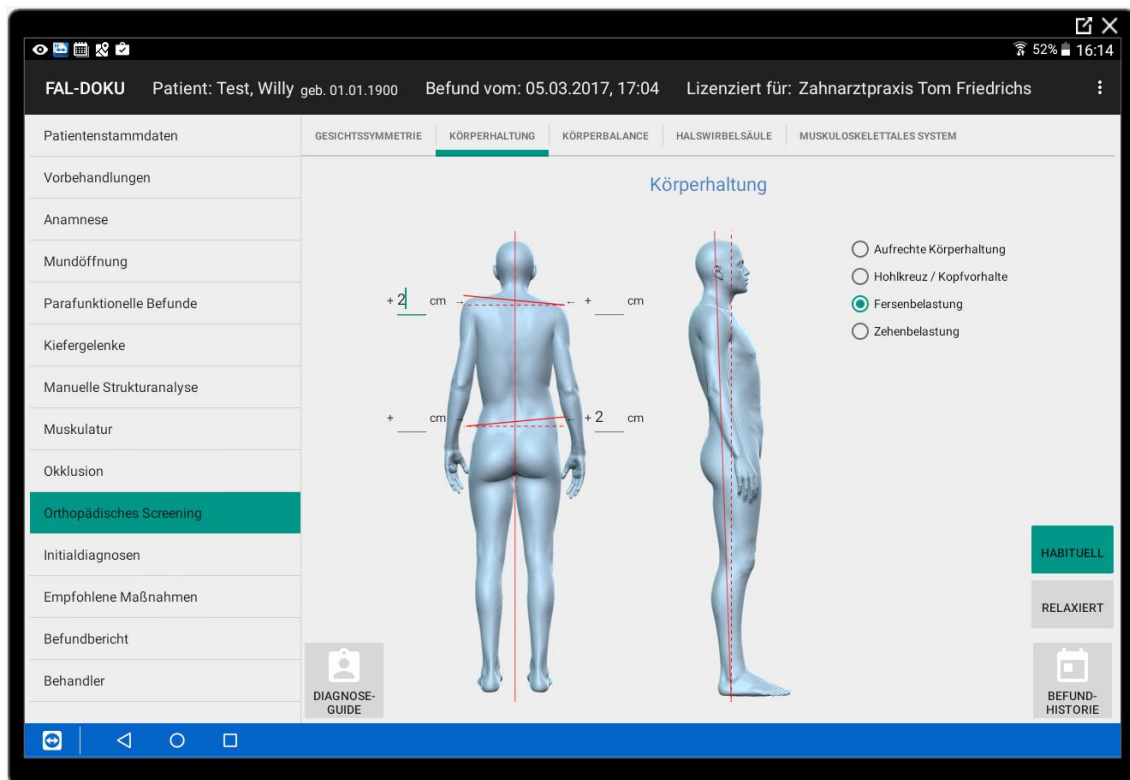 52% 16:14
FAL-DOKU Patient: Test, Willy geb. 01.01.1900 Befund vom: 05.03.2017, 17:04 Lizenziert für: Zahnarztpraxis Tom Friedrichs
Patientenstammdaten
Vorbehandlungen
Anamnese
Mundöffnung
Parafunktionelle Befunde
Kiefergelenke
Manuelle Strukturanalyse
Muskulatur
Okklusion
Orthopädisches Screening
Initialdiagnosen
Empfohlene Maßnahmen
Befundbericht
Behandler
GESICHTSSYMMETRIE KÖRPERHALTUNG KÖRPERBALANCE HALSWIRBELSÄULE MUSKULOSKELETTALES SYSTEM
Körperhaltung
+ 2 cm → ← + cm
+ cm → ← + 2 cm
Aufrechte Körperhaltung
Hohlkreuz / Kopfvorhalte
Fersenbelastung
Zehenbelastung
HABITUELL
RELAXIERT
DIAGNOSE-
GUIDE
BEFUND-
HISTORIE